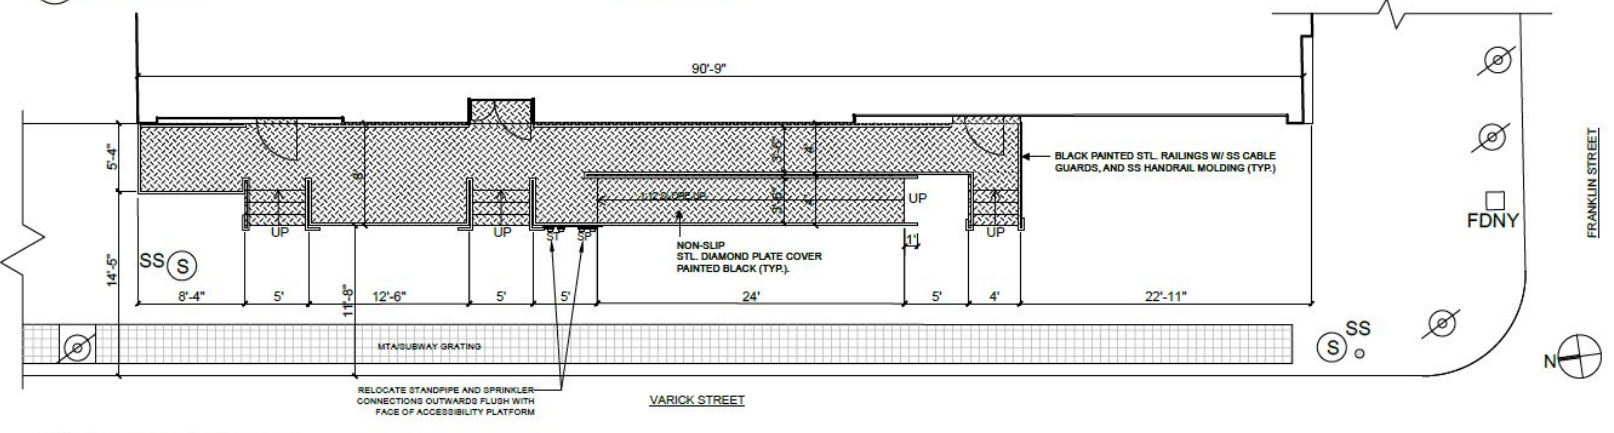 90'-9"
5'-4"
8'
3'-6"
4'
BLACK PAINTED STL. RAILINGS W/ SS CABLE
GUARDS, AND SS HANDRAIL MOLDING (TYP.)
1:12 SLOPE UP
3'-6"
4'
UP
UP
UP
UP
ST
SP
1'
NON-SLIP
STL. DIAMOND PLATE COVER
PAINTED BLACK (TYP.).
FDNY
FRANKLIN STREET
SS
S
14'-5"
11'-8"
8'-4"
5'
12'-6"
5'
5'
24'
5'
4'
22'-11"
MTA/SUBWAY GRATING
SS
S
N
RELOCATE STANDPIPE AND SPRINKLER
CONNECTIONS OUTWARDS FLUSH WITH
FACE OF ACCESSIBILITY PLATFORM
VARICK STREET